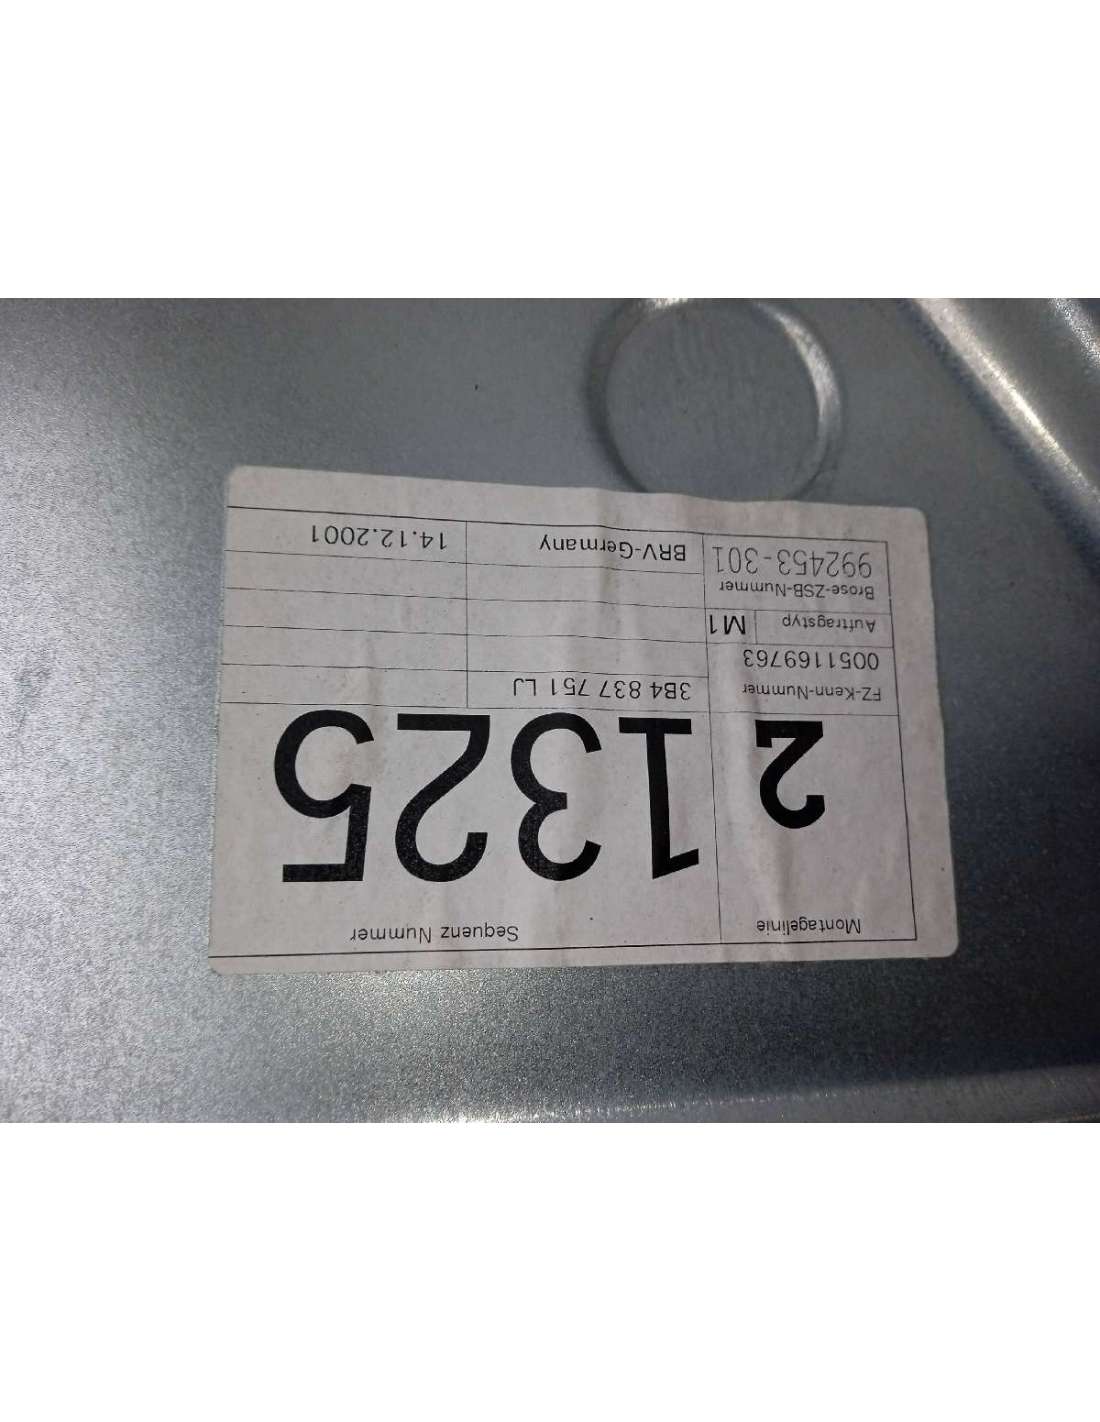 Montagelinie
Sequenz Nummer
2
1325
FZ-Kenn-Nummer
0051169763
3B4 837 751 LJ
Auftragstyp
M1
Brose-ZSB-Nummer
992453-301
BRV-Germany
14.12.2001